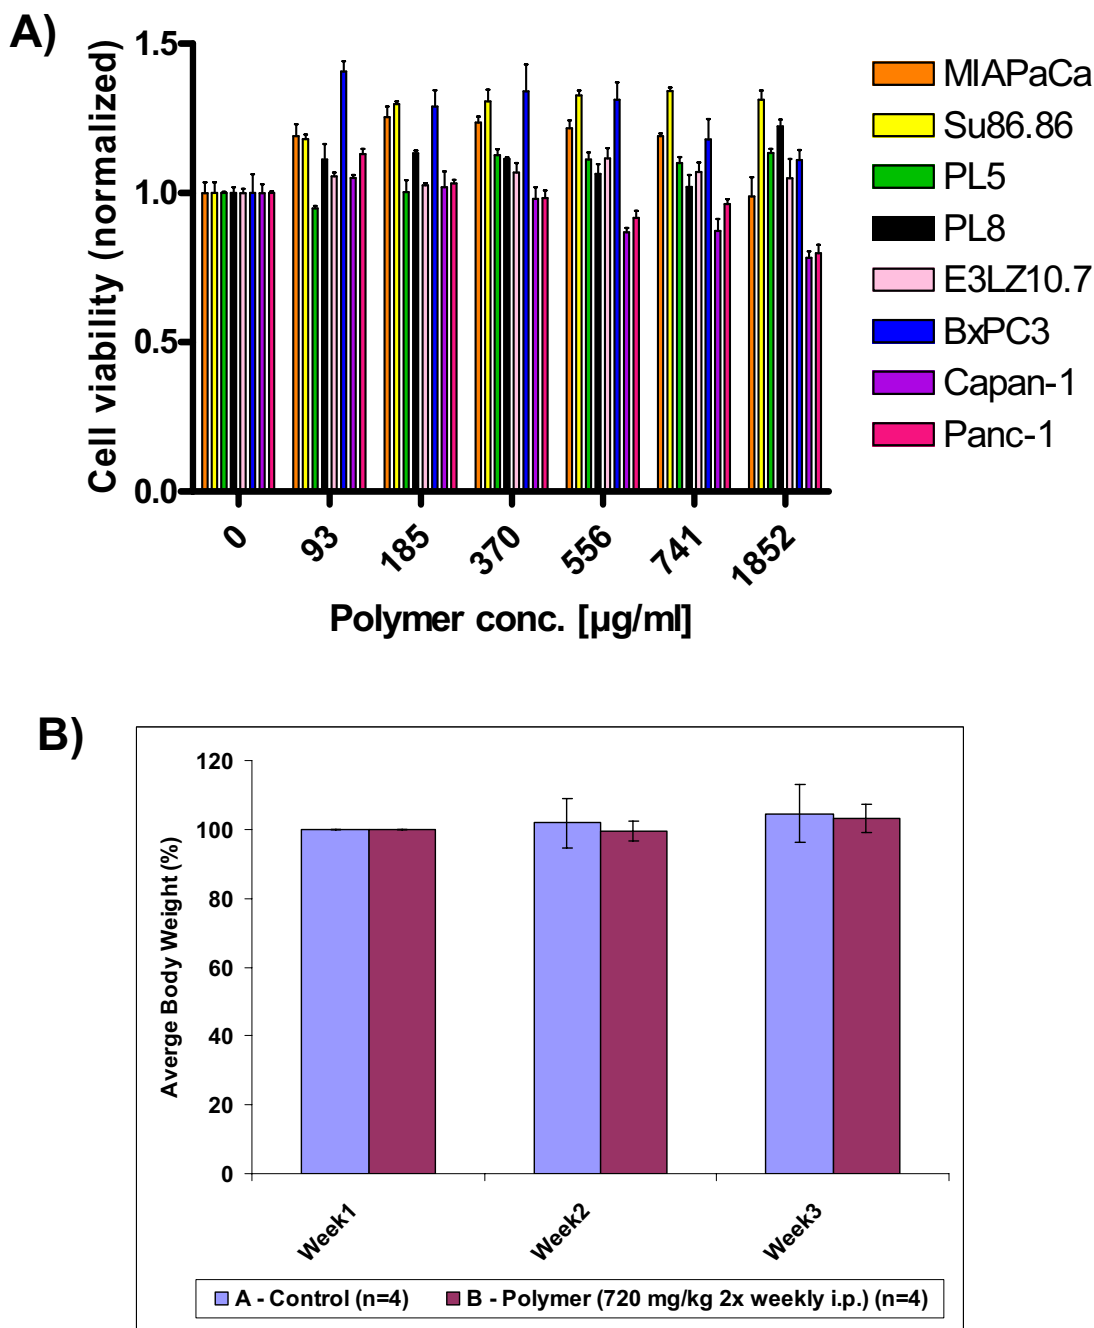 A)
Cell viability (normalized)
1.5
1.0
0.5
0.0
0
93
185
370
556
741
1852
Polymer conc. [µg/ml]
MIAPaCa
Su86.86
PL5
PL8
E3LZ10.7
BxPC3
Capan-1
Panc-1
B)
Averge Body Weight (%)
120
100
80
60
40
20
0
Week1
Week2
Week3
A - Control (n=4)
B - Polymer (720 mg/kg 2x weekly i.p.) (n=4)